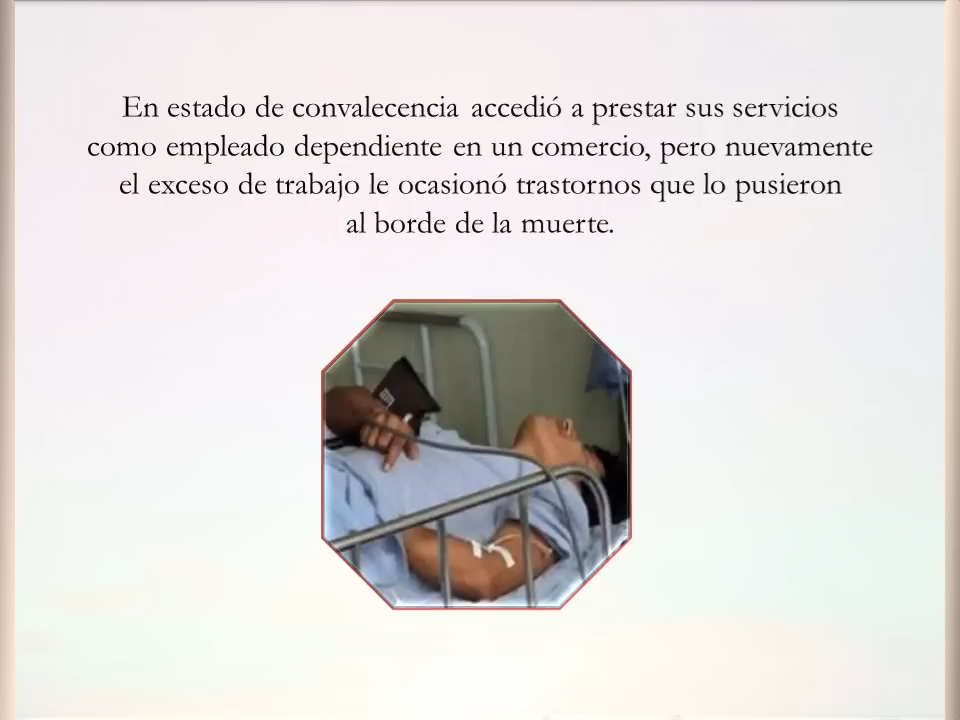 En estado de convalecencia accedió a prestar sus servicios
como empleado dependiente en un comercio, pero nuevamente
el exceso de trabajo le ocasionó trastornos que lo pusieron
al borde de la muerte.